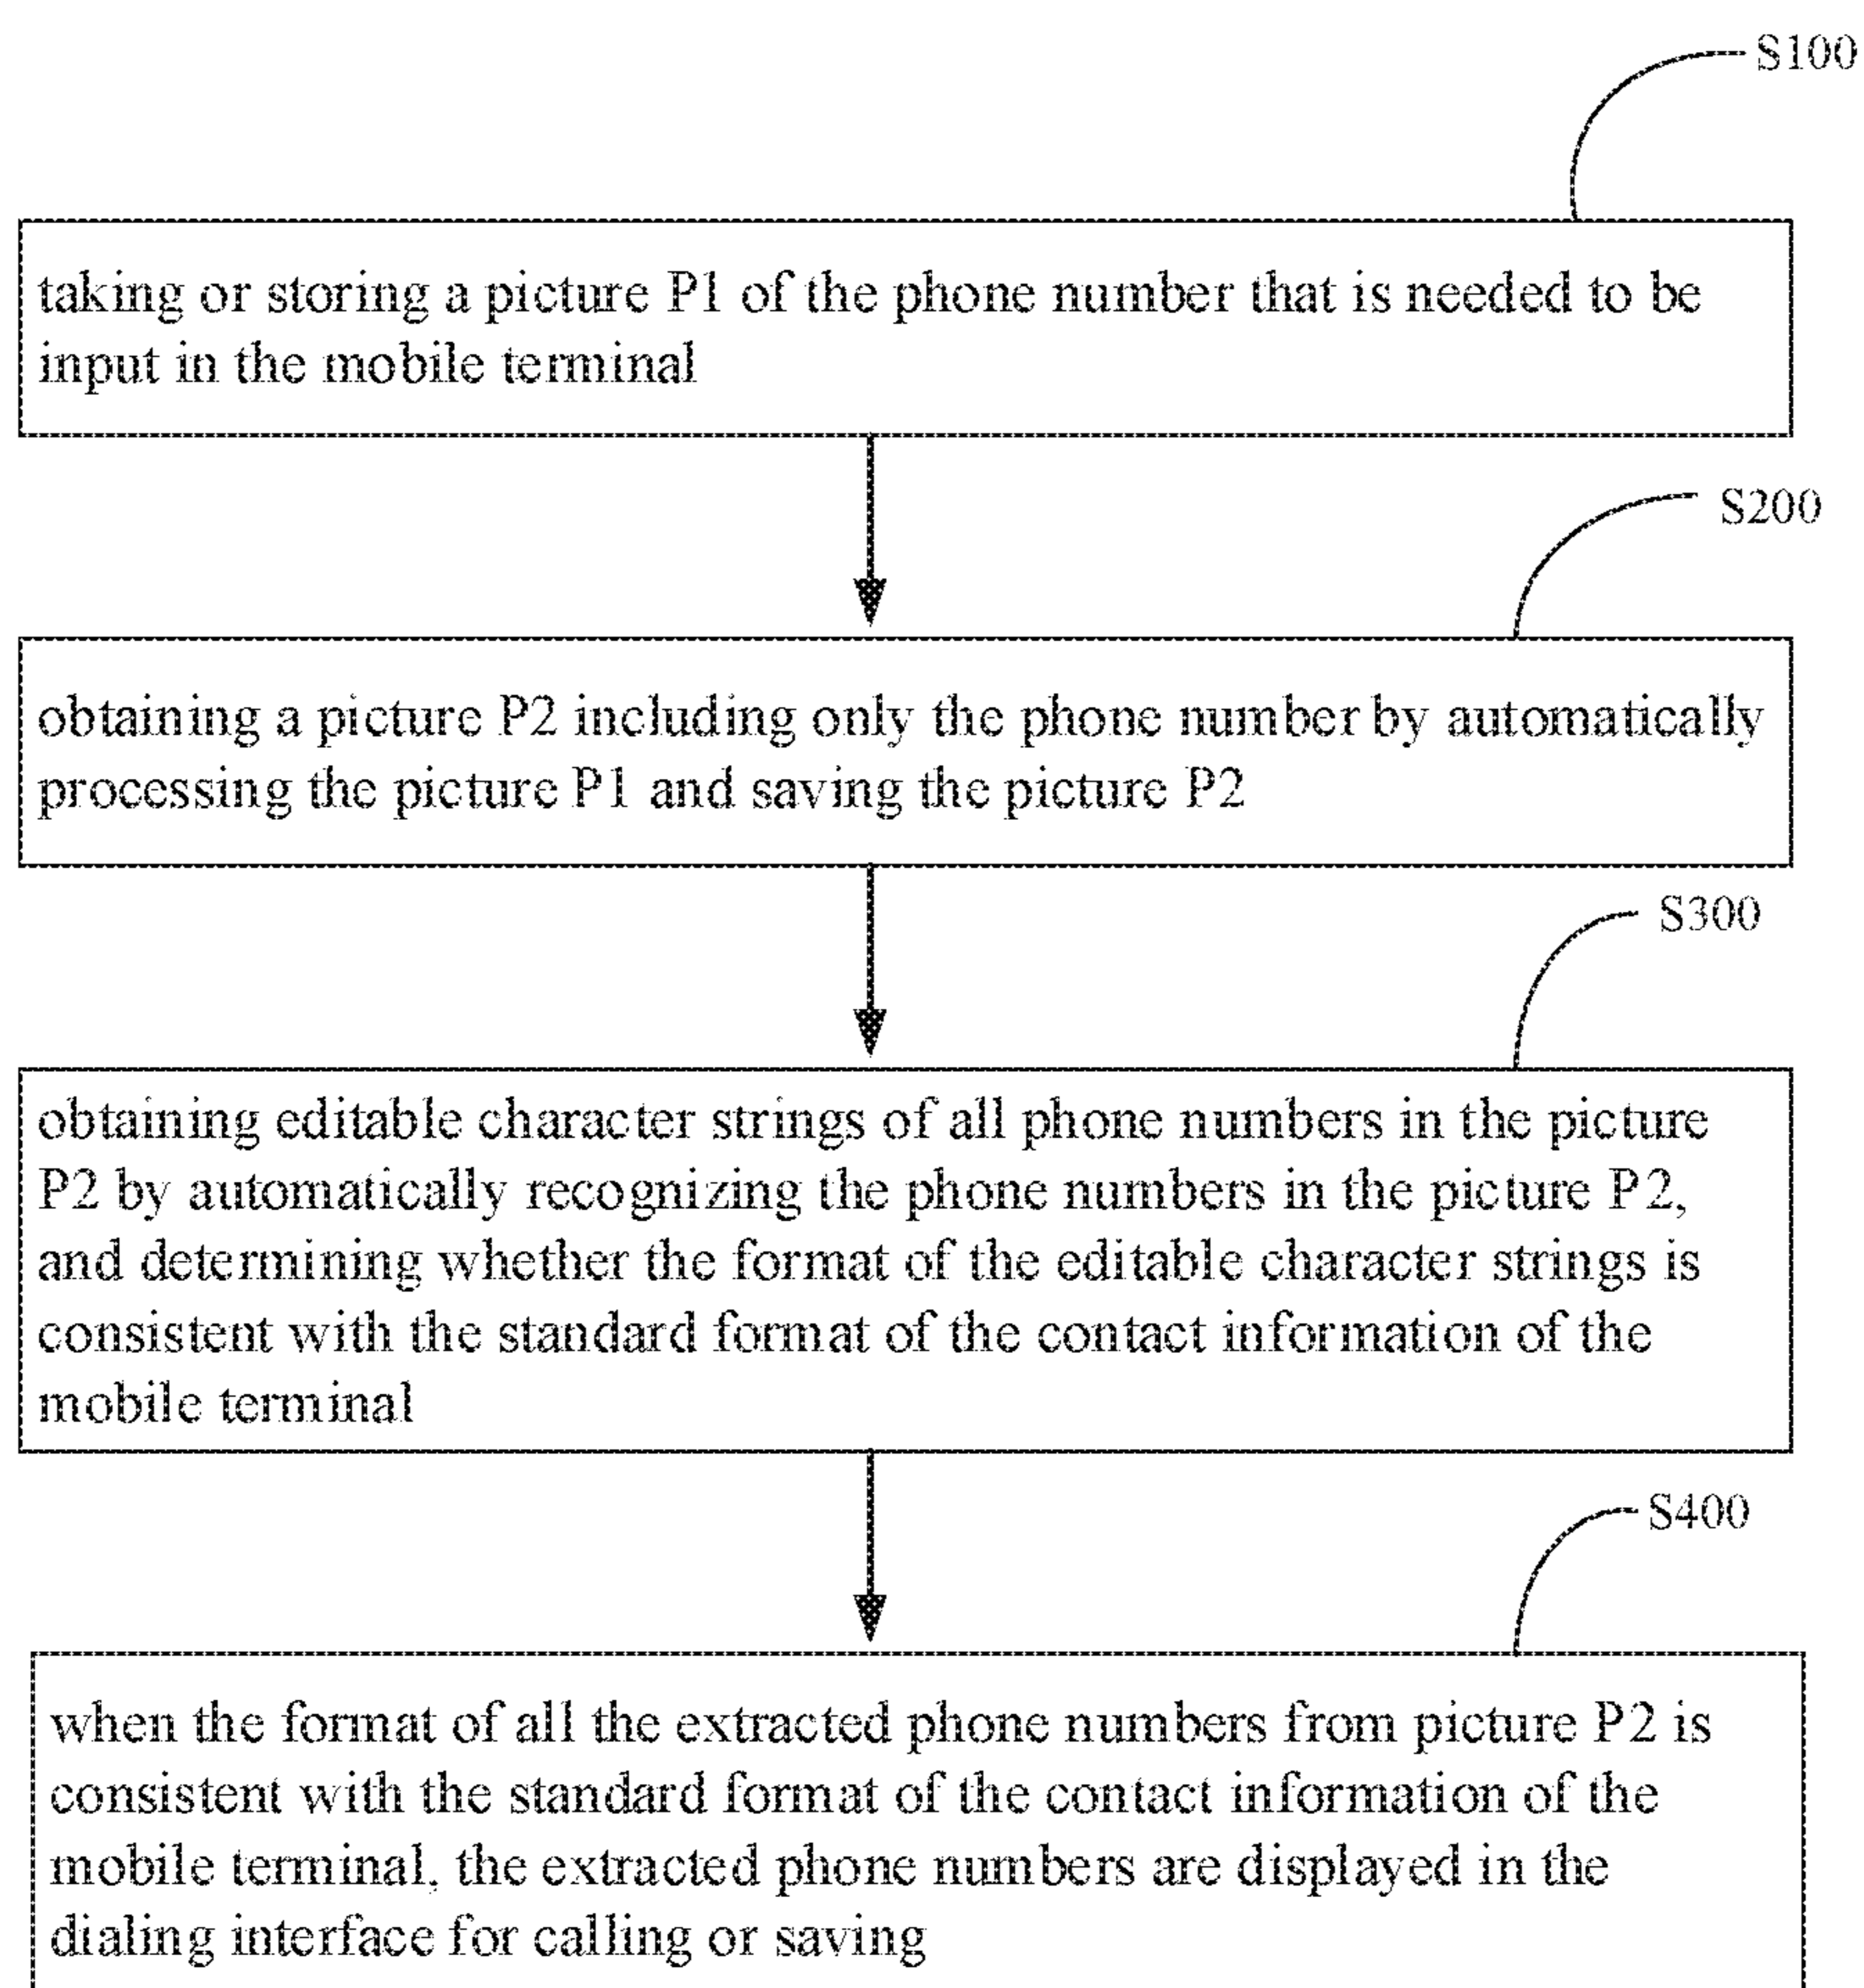 S100
taking or storing a picture P1 of the phone number that is needed to be
input in the mobile terminal
S200
obtaining a picture P2 including only the phone number by automatically
processing the picture P1 and saving the picture P2
S300
obtaining editable character strings of all phone numbers in the picture
P2 by automatically recognizing the phone numbers in the picture P2,
and determining whether the format of the editable character strings is
consistent with the standard format of the contact information of the
mobile terminal
S400
when the format of all the extracted phone numbers from picture P2 is
consistent with the standard format of the contact information of the
mobile terminal, the extracted phone numbers are displayed in the
dialing interface for calling or saving